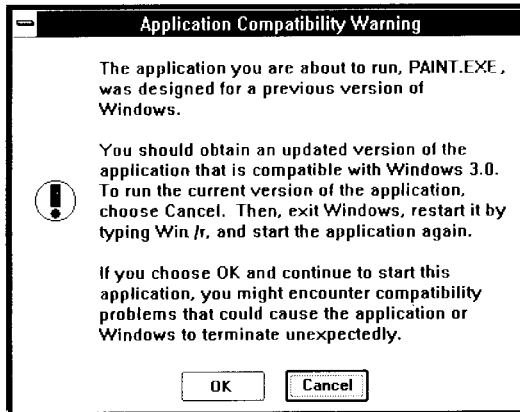 Application Compatibility Warning
The application you are about to run, PAINT.EXE ,
was designed for a previous version of
Windows.
You should obtain an updated version of the
application that is compatible with Windows 3.0.
To run the current version of the application,
choose Cancel. Then, exit Windows, restart it by
typing Win /r, and start the application again.
If you choose OK and continue to start this
application, you might encounter compatibility
problems that could cause the application or
Windows to terminate unexpectedly.
OK
Cancel